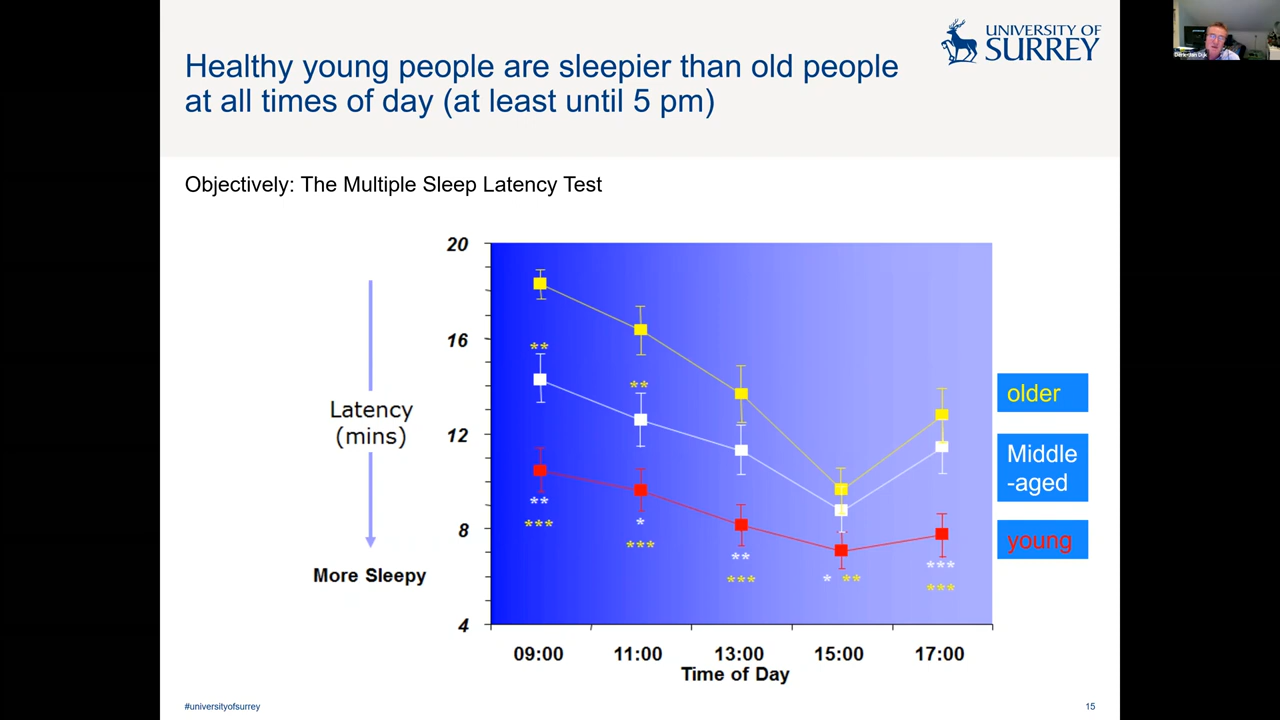 UNIVERSITY OF
SURREY
Healthy young people are sleepier than old people
at all times of day (at least until 5 pm)
Objectively: The Multiple Sleep Latency Test
20
16
12
8
4
Latency
(mins)
More Sleepy
**
**
**
***
*
***
**
***
* **
***
***
older
Middle
-aged
young
09:00 11:00 13:00 15:00 17:00
Time of Day
#universityofsurrey
15